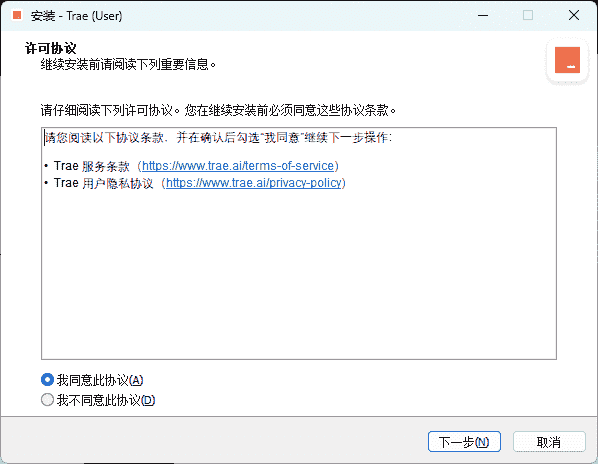 安装 - Trae (User)
许可协议
继续安装前请阅读下列重要信息。
请仔细阅读下列许可协议。您在继续安装前必须同意这些协议条款。
请您阅读以下协议条款，并在确认后勾选"我同意"继续下一步操作:
• Trae 服务条款（https://www.trae.ai/terms-of-service）
• Trae 用户隐私协议（https://www.trae.ai/privacy-policy）
我同意此协议(A)
我不同意此协议(D)
下一步(N) 取消